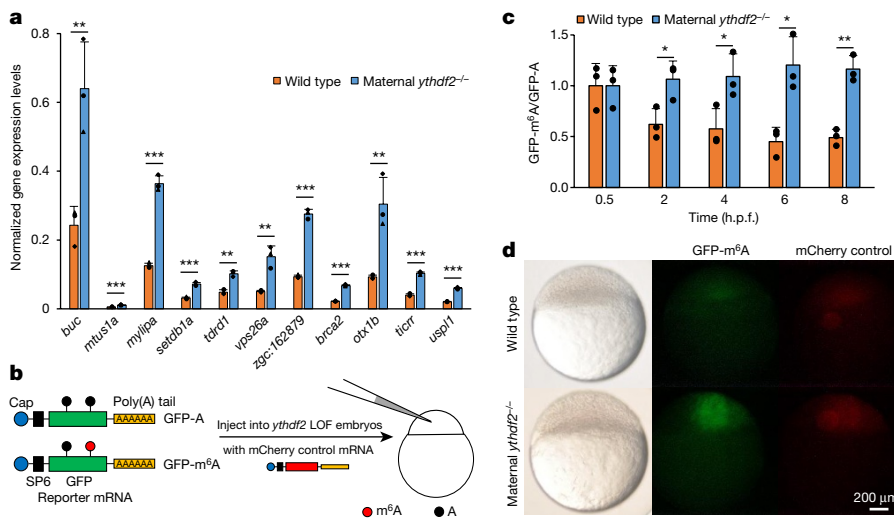 a
Normalized gene expression levels
0.8
0.6
0.4
0.2
0
**
***
***
***
**
**
***
***
**
***
***
Wild type
Maternal ythdf2–/–
buc
mtus1a
mylipa
setdb1a
tdrd1
vps26a
zgc:162879
brca2
otx1b
ticrr
uspl1
b
Cap
Poly(A) tail
AAAAAA
GFP-A
AAAAAA
GFP-m6A
SP6
GFP
Reporter mRNA
Inject into ythdf2 LOF embryos
with mCherry control mRNA
m6A
A
c
Wild type
Maternal ythdf2–/–
GFP-m6A/GFP-A
1.5
1.0
0.5
0
*
*
*
**
0.5
2
4
6
8
Time (h.p.f.)
d
GFP-m6A
mCherry control
Wild type
Maternal ythdf2–/–
200 μm